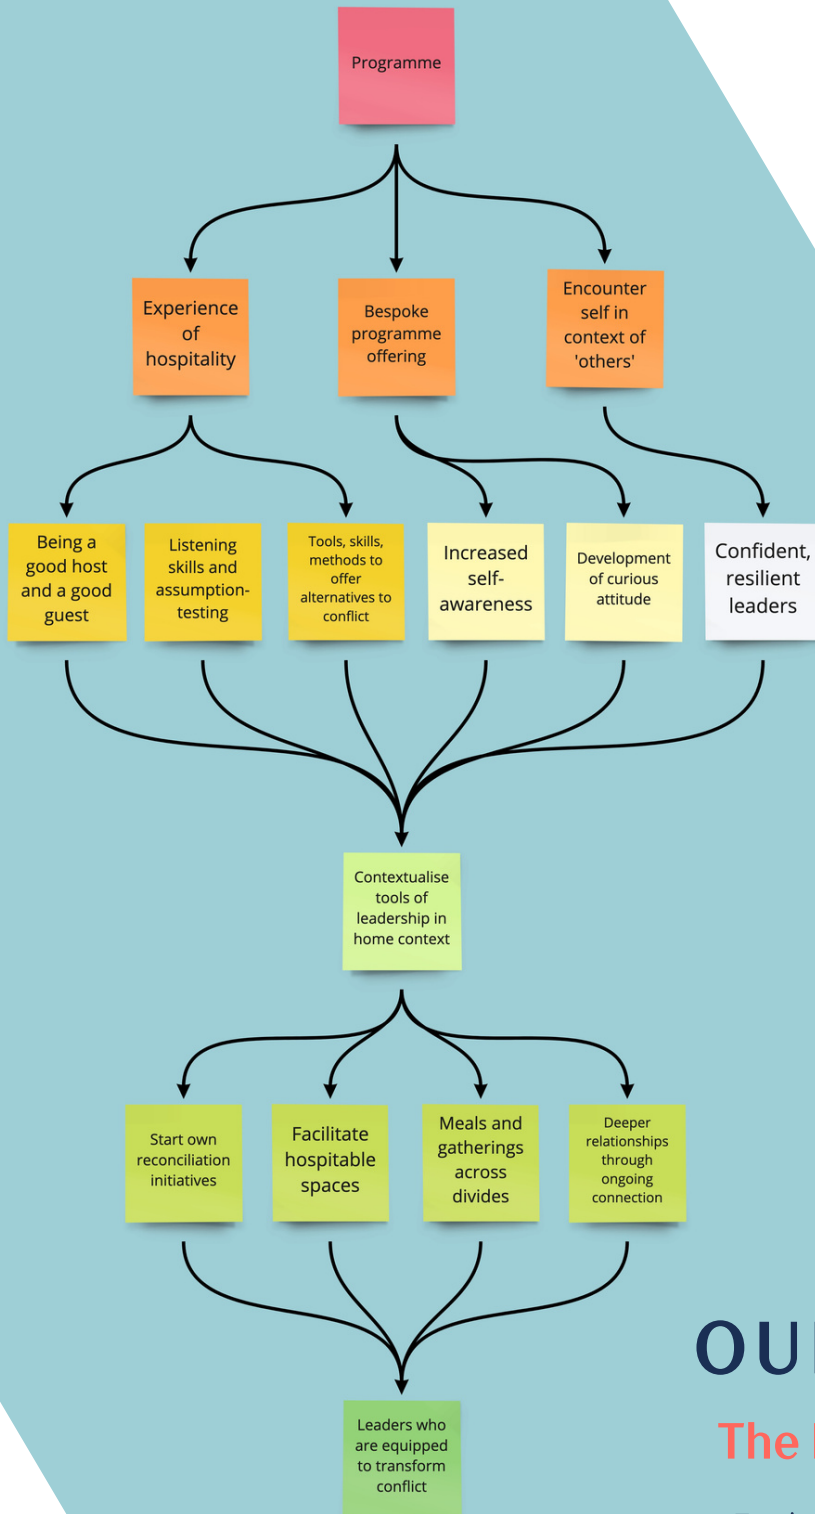 Programme
Experience
of
hospitality
Bespoke
programme
offering
Encounter
self in
context of
'others'
Being a
good host
and a good
guest
Listening
skills and
assumption-
testing
Tools, skills,
methods to
offer
alternatives to
conflict
Increased
self-
awareness
Development
of curious
attitude
Confident,
resilient
leaders
Contextualise
tools of
leadership in
home context
Start own
reconciliation
initiatives
Facilitate
hospitable
spaces
Meals and
gatherings
across
divides
Deeper
relationships
through
ongoing
connection
Leaders who
are equipped
to transform
conflict
The